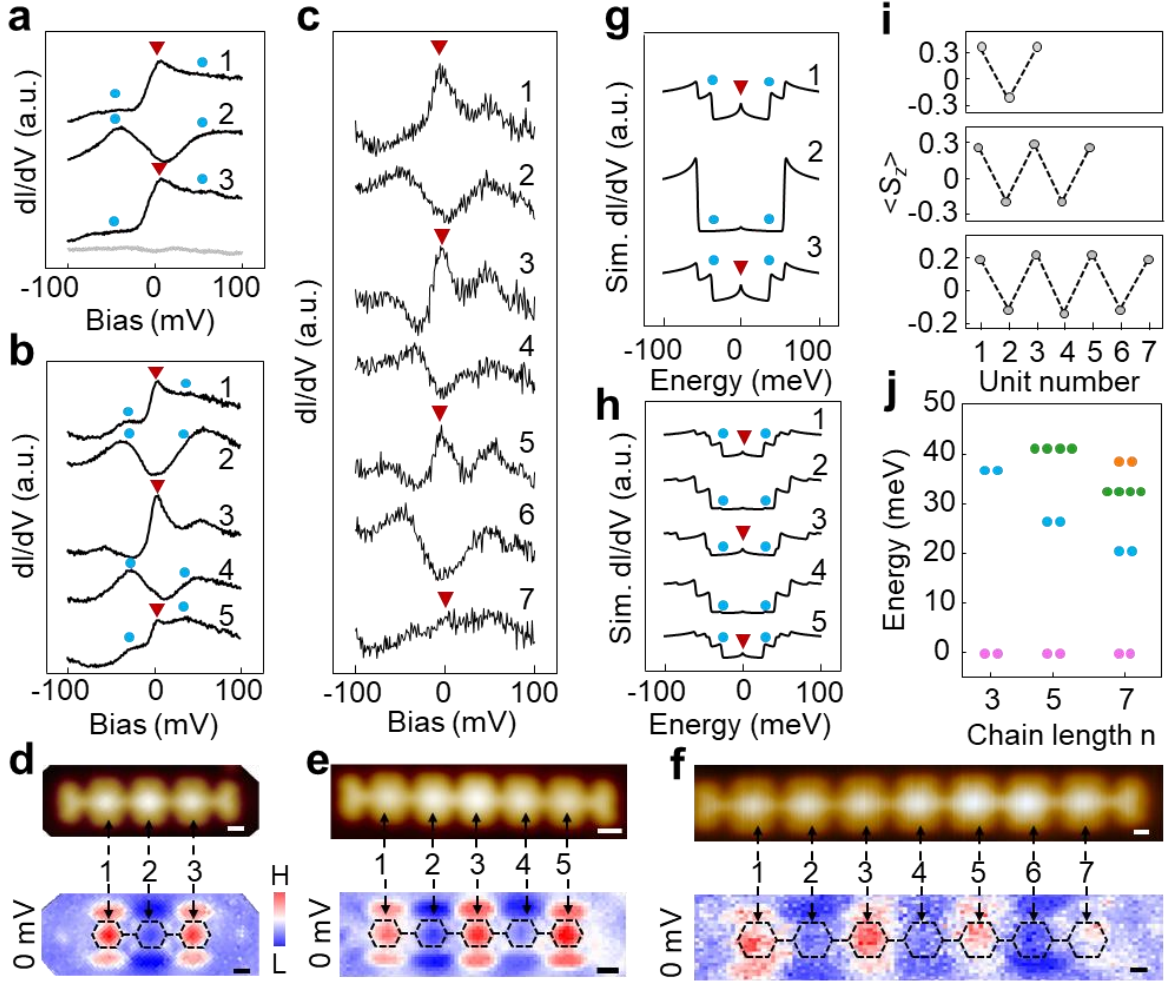 a
dI/dV (a.u.)
1
2
3
-100 0 100
Bias (mV)
b
dI/dV (a.u.)
1
2
3
4
5
-100 0 100
Bias (mV)
c
dI/dV (a.u.)
1
2
3
4
5
6
7
-100 0 100
Bias (mV)
g
Sim. dI/dV (a.u.)
1
2
3
-100 0 100
Energy (meV)
h
Sim. dI/dV (a.u.)
1
2
3
4
5
-100 0 100
Energy (meV)
i
<Sz>
0.3
0
-0.3
0.3
0
-0.3
0.2
0
-0.2
1 2 3 4 5 6 7
Unit number
j
Energy (meV)
50
40
30
20
10
0
3 5 7
Chain length n
d
1 2 3
H
L
0 mV
e
1 2 3 4 5
0 mV
f
1 2 3 4 5 6 7
0 mV